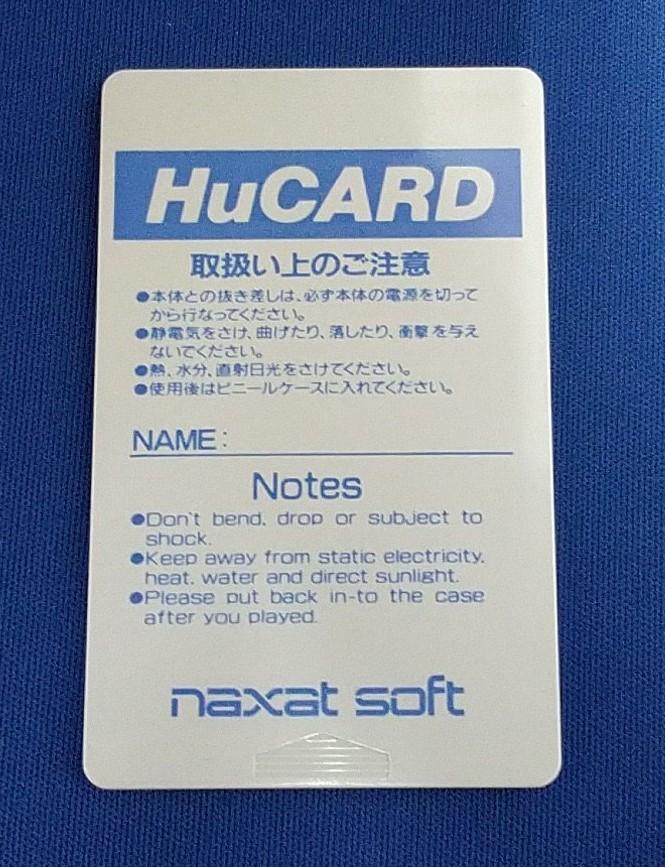 HuCARD
取扱い上のご注意
●本体との抜き差しは、必ず本体の電源を切って
から行なってください。
●静電気をさけ、曲げたり、落したり、衝撃を与え
ないでください。
●熱、水分、直射日光をさけてください。
●使用後はビニールケースに入れてください。
NAME:
Notes
●Don't bend, drop or subject to
shock.
●Keep away from static electricity,
heat, water and direct sunlight.
●Please put back in-to the case
after you played.
naxat soft